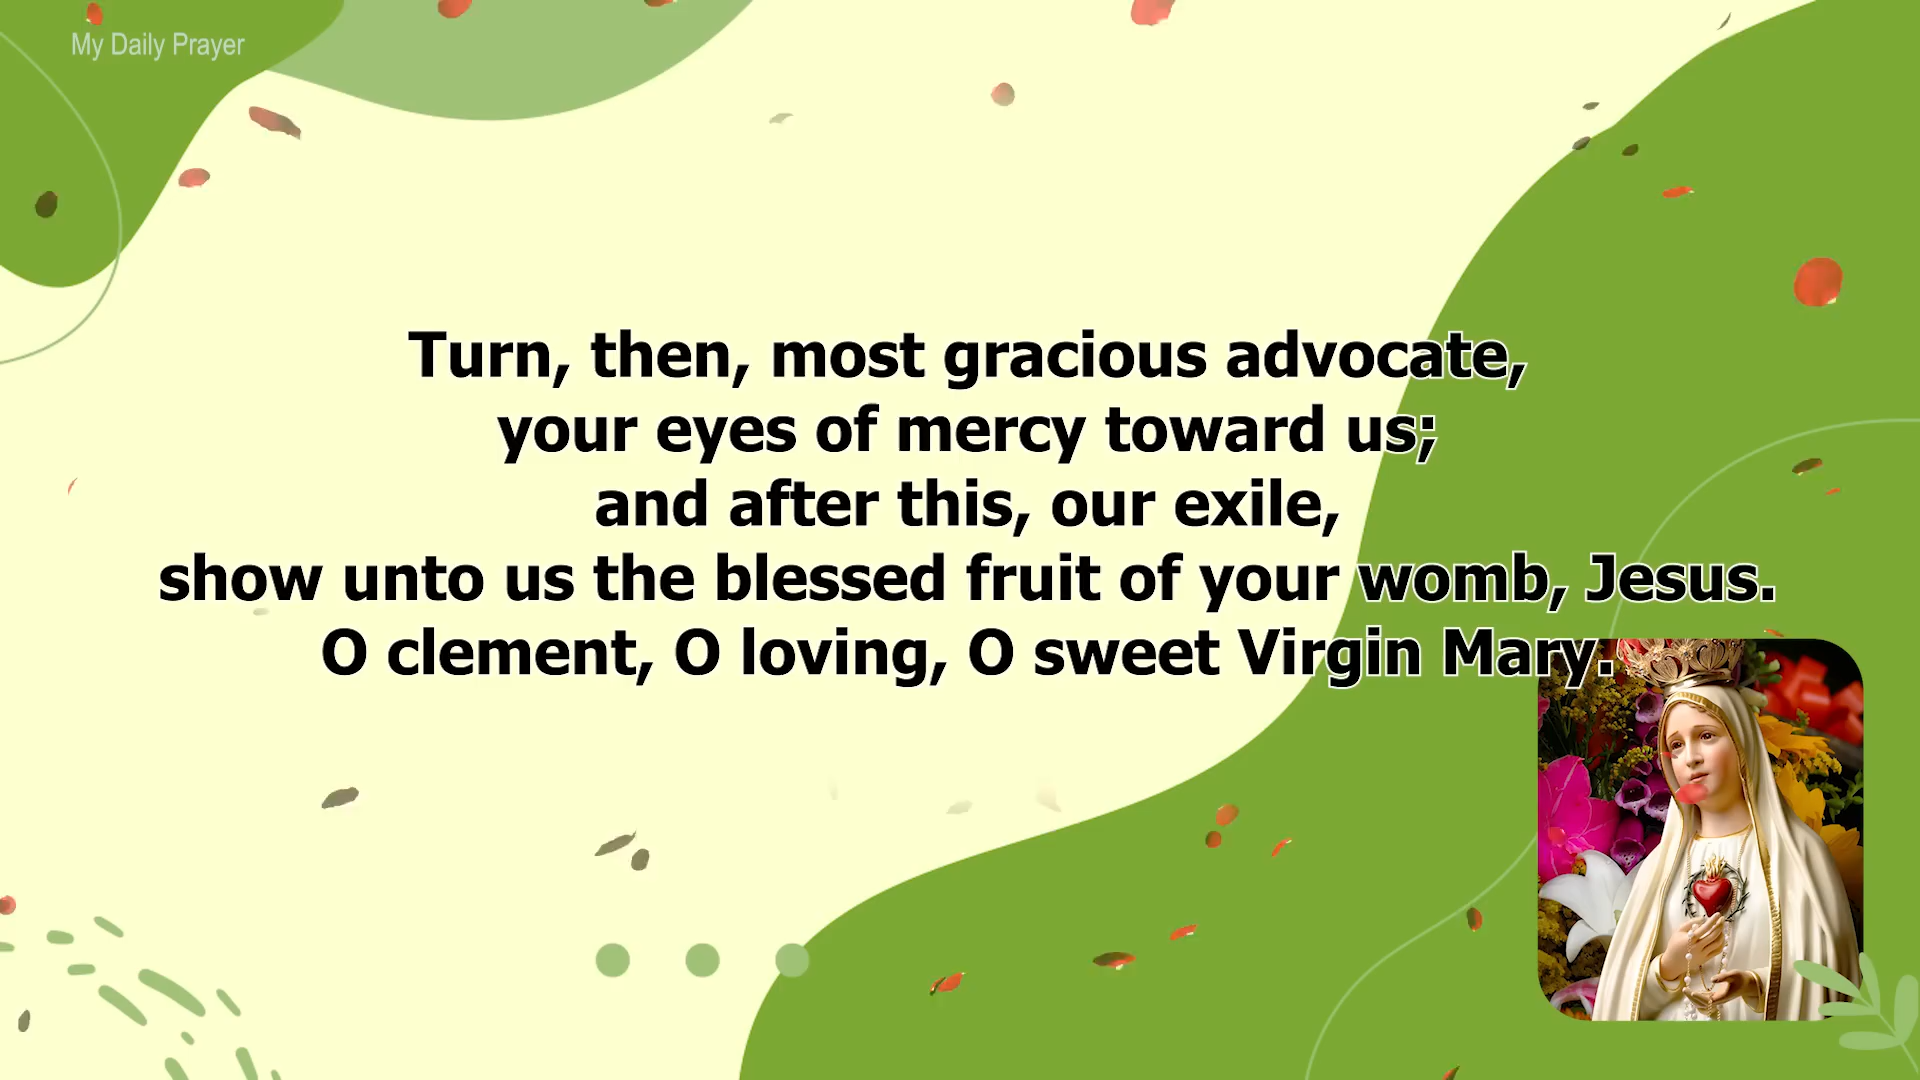 My Daily Prayer
Turn, then, most gracious advocate,
your eyes of mercy toward us;
and after this, our exile,
show unto us the blessed fruit of your womb, Jesus.
O clement, O loving, O sweet Virgin Mary.